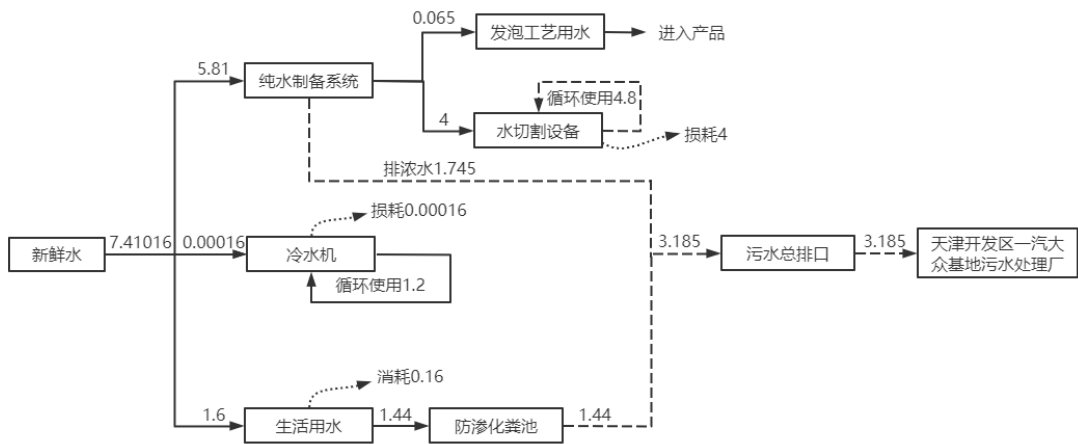 0.065
发泡工艺用水
进入产品
5.81
纯水制备系统
循环使用4.8
4
水切割设备
损耗4
排浓水1.745
损耗0.00016
新鲜水
7.41016
0.00016
冷水机
循环使用1.2
3.185
污水总排口
3.185
天津开发区一汽大
众基地污水处理厂
消耗0.16
1.6
生活用水
1.44
防渗化粪池
1.44